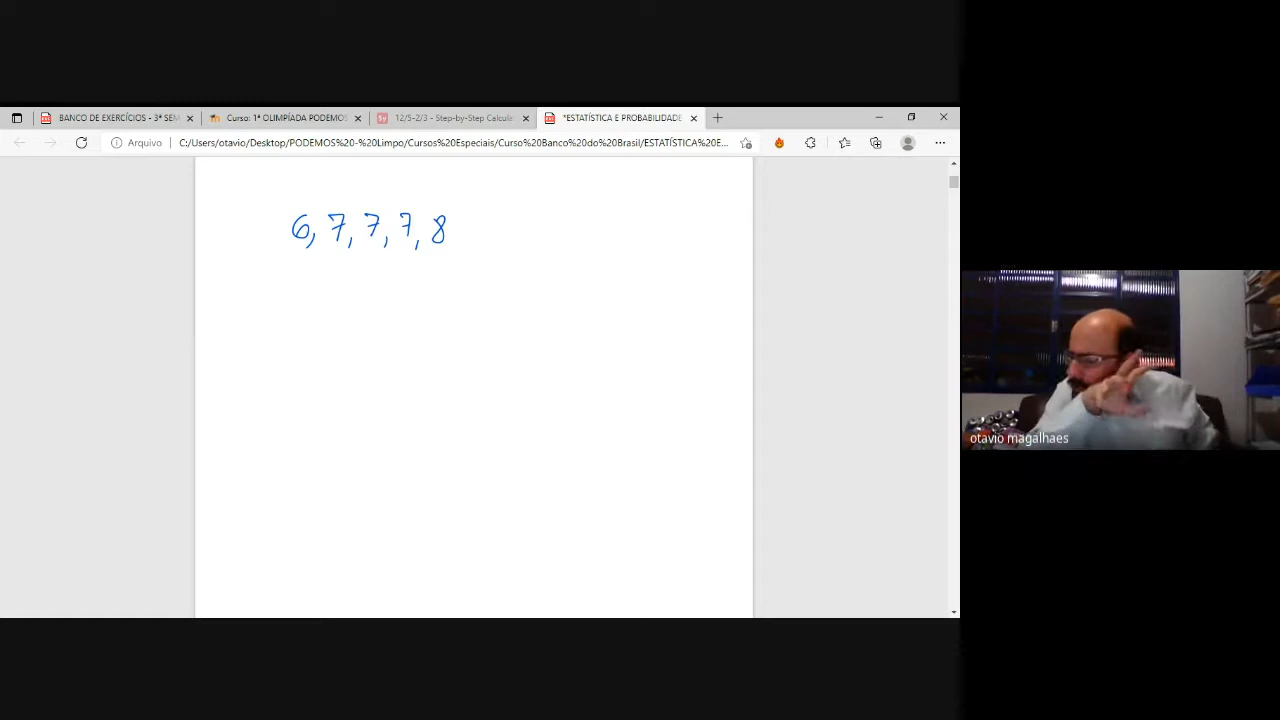 BANCO DE EXERCÍCIOS - 3ª SEM
Curso: 1ª OLIMPÍADA PODEMOS
12/5-2/3 - Step-by-Step Calcula
*ESTATÍSTICA E PROBABILIDADE
Arquivo
C:/Users/otavio/Desktop/PODEMOS%20-%20Limpo/Cursos%20Especiais/Curso%20Banco%20do%20Brasil/ESTATÍSTICA%20E...
6, 7, 7, 7, 8
otavio magalhaes